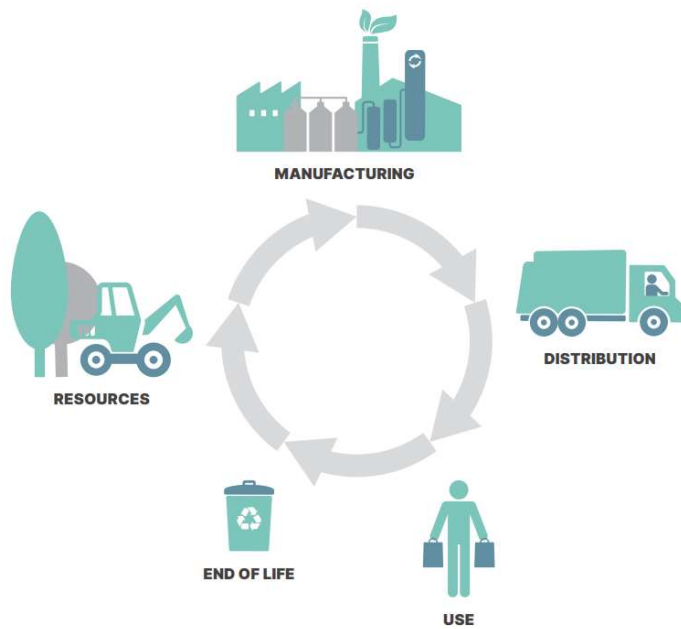 MANUFACTURING
DISTRIBUTION
RESOURCES
END OF LIFE
USE